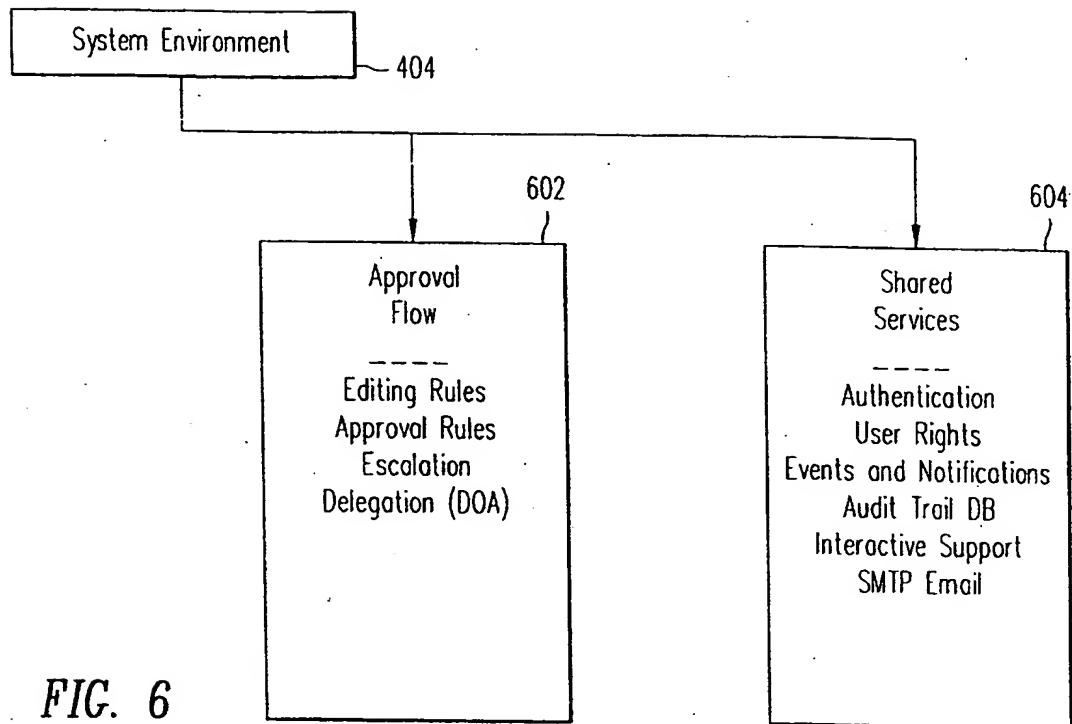 System Environment
404
602
Approval
Flow
Editing Rules
Approval Rules
Escalation
Delegation (DOA)
604
Shared
Services
Authentication
User Rights
Events and Notifications
Audit Trail DB
Interactive Support
SMTP Email
FIG. 6